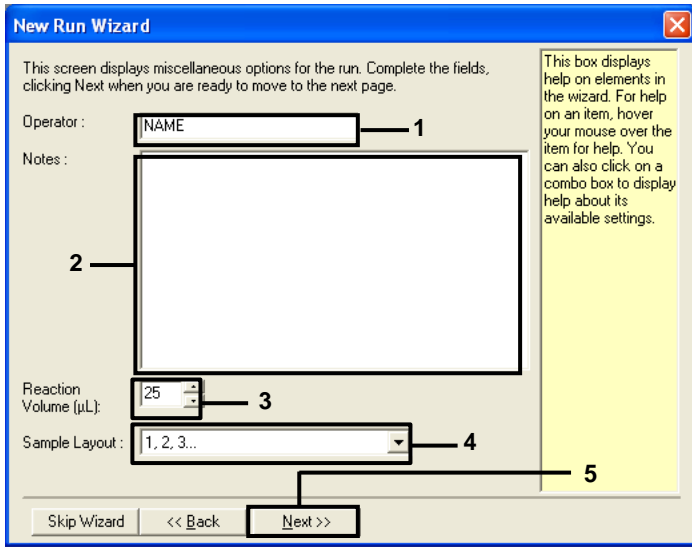 New Run Wizard
This screen displays miscellaneous options for the run. Complete the fields,
clicking Next when you are ready to move to the next page.
Operator :
NAME
1
Notes :
2
Reaction
Volume (µL):
25
3
Sample Layout :
1, 2, 3...
4
5
Skip Wizard
<< Back
Next >>
This box displays
help on elements in
the wizard. For help
on an item, hover
your mouse over the
item for help. You
can also click on a
combo box to display
help about its
available settings.